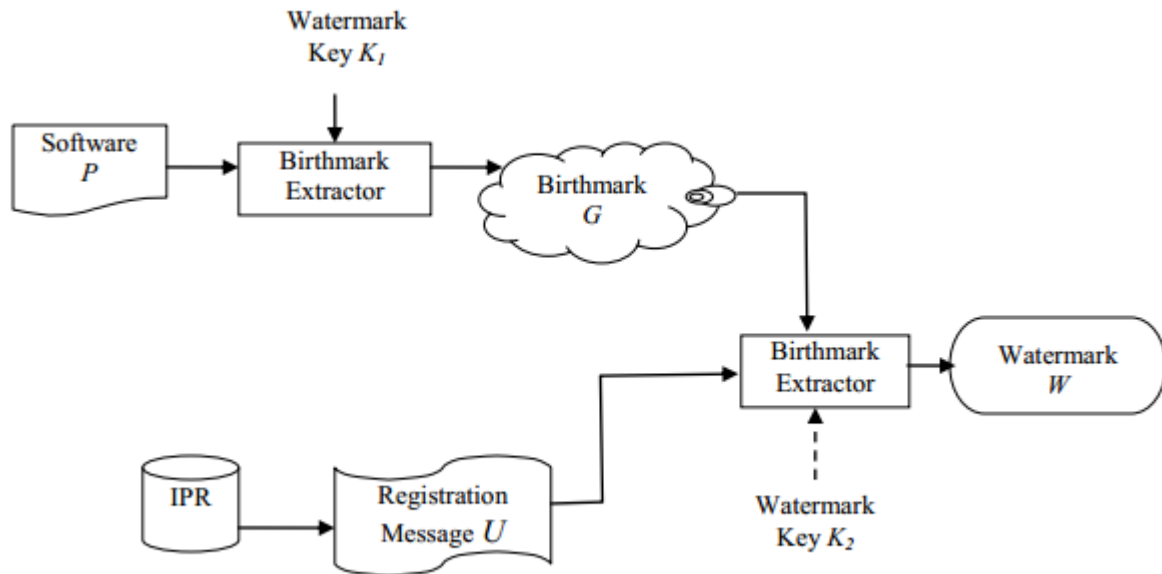 Watermark
Key K1
Software
P
Birthmark
Extractor
Birthmark
G
Birthmark
Extractor
Watermark
W
IPR
Registration
Message U
Watermark
Key K2